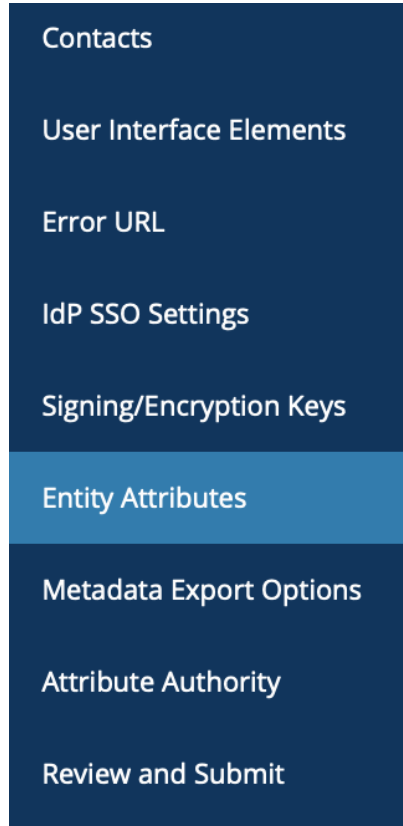 Contacts
User Interface Elements
Error URL
IdP SSO Settings
Signing/Encryption Keys
Entity Attributes
Metadata Export Options
Attribute Authority
Review and Submit